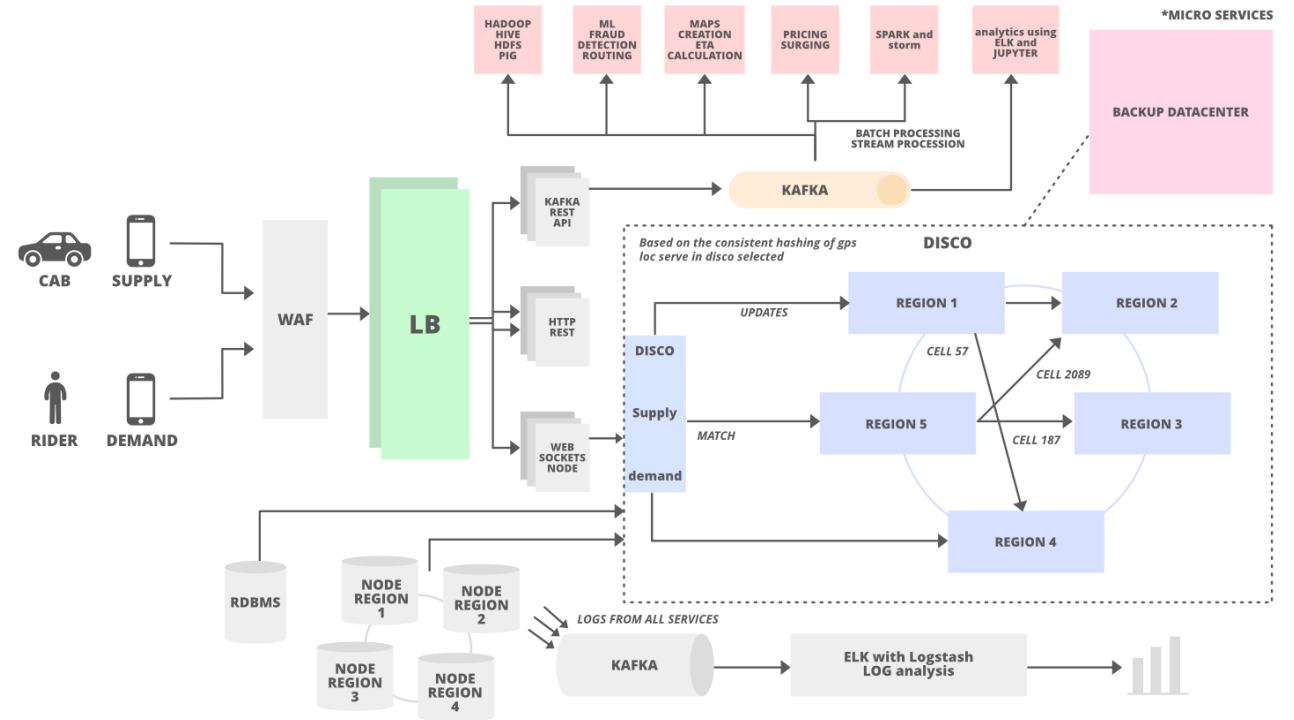 *MICRO SERVICES
HADOOP
HIVE
HDFS
PIG
ML
FRAUD
DETECTION
ROUTING
MAPS
CREATION
ETA
CALCULATION
PRICING
SURGING
SPARK and
storm
analytics using
ELK and
JUPYTER
BACKUP DATACENTER
BATCH PROCESSING
STREAM PROCESSION
KAFKA
KAFKA
REST
API
CAB
SUPPLY
WAF
LB
HTTP
REST
RIDER
DEMAND
WEB
SOCKETS
NODE
Based on the consistent hashing of gps
loc serve in disco selected
DISCO
UPDATES
REGION 1
REGION 2
DISCO
Supply
demand
CELL 57
CELL 2089
MATCH
REGION 5
CELL 187
REGION 3
REGION 4
RDBMS
NODE
REGION
1
NODE
REGION
2
NODE
REGION
3
NODE
REGION
4
LOGS FROM ALL SERVICES
KAFKA
ELK with Logstash
LOG analysis